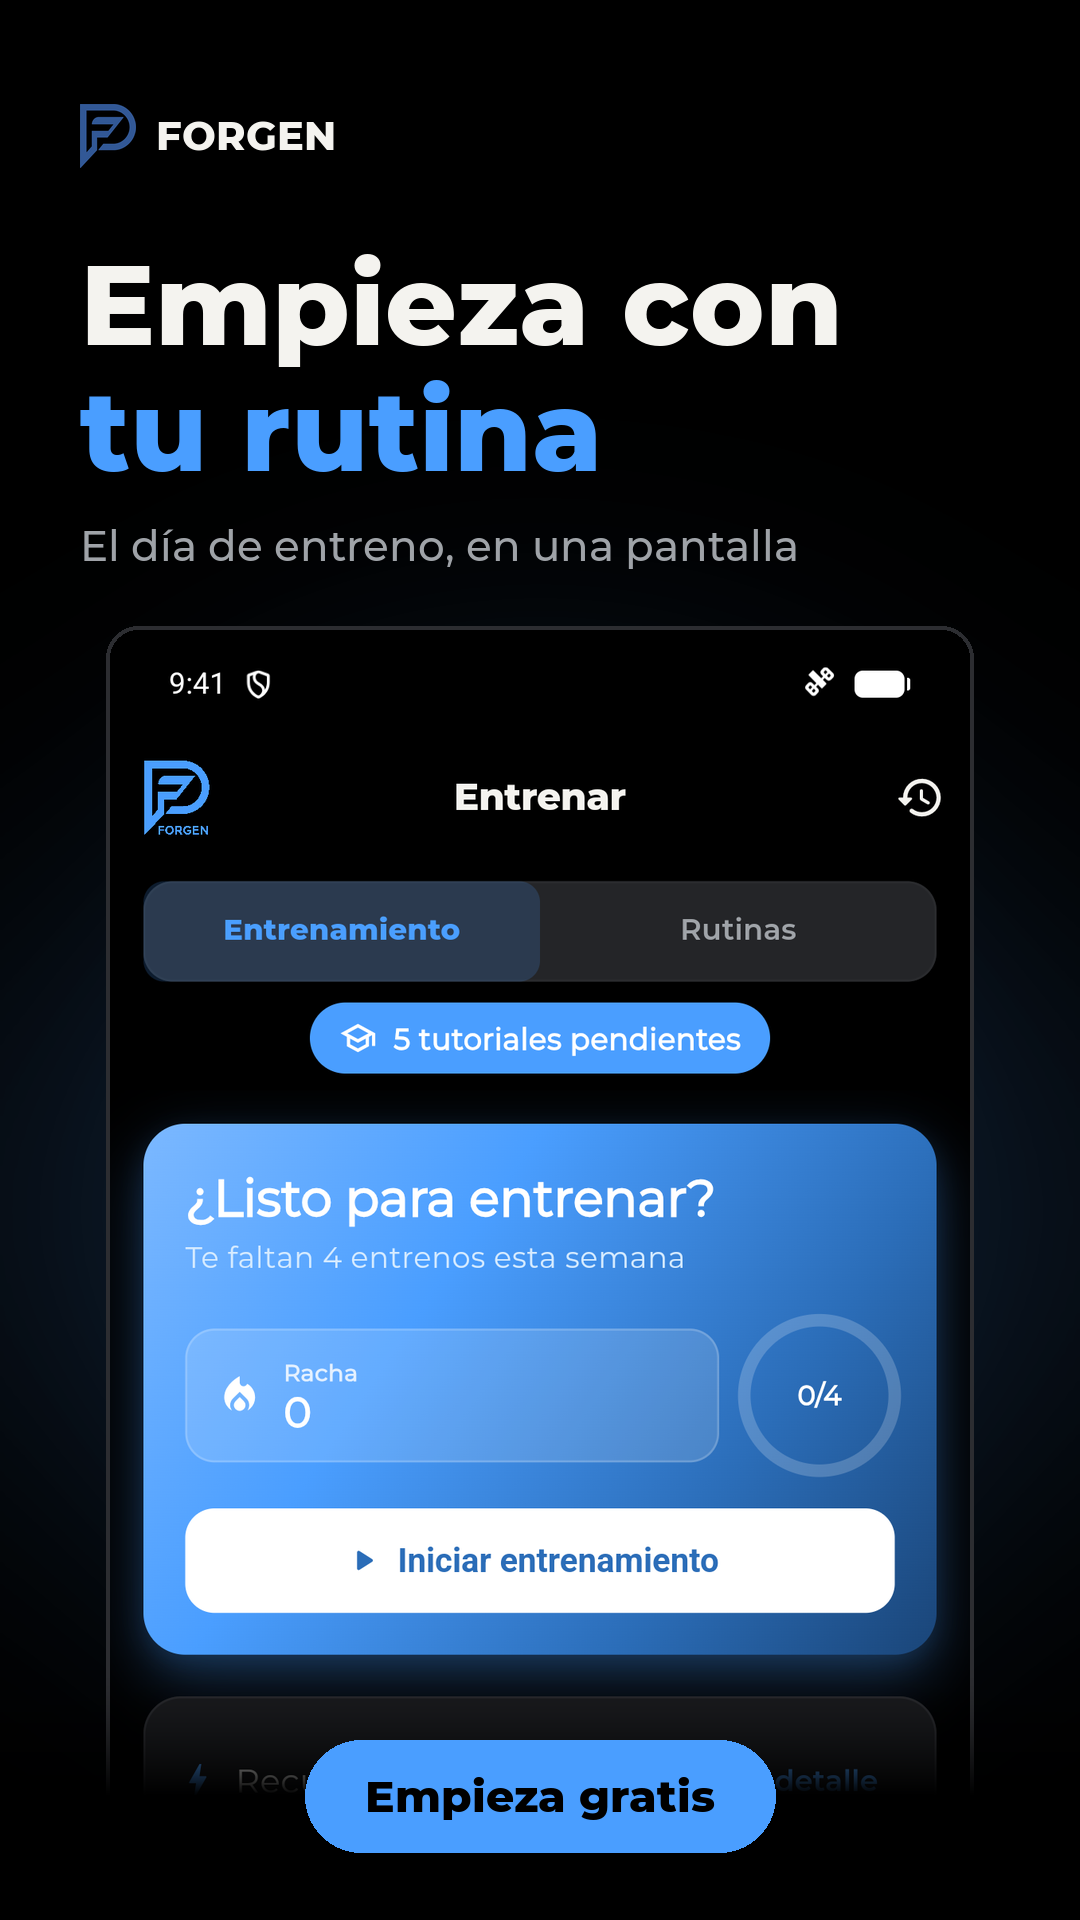 FORGEN
Empieza con
tu rutina
El día de entreno, en una pantalla
9:41
FORGEN
Entrenar
Entrenamiento
Rutinas
5 tutoriales pendientes
¿Listo para entrenar?
Te faltan 4 entrenos esta semana
Racha
0
0/4
Iniciar entrenamiento
detalle
Empieza gratis